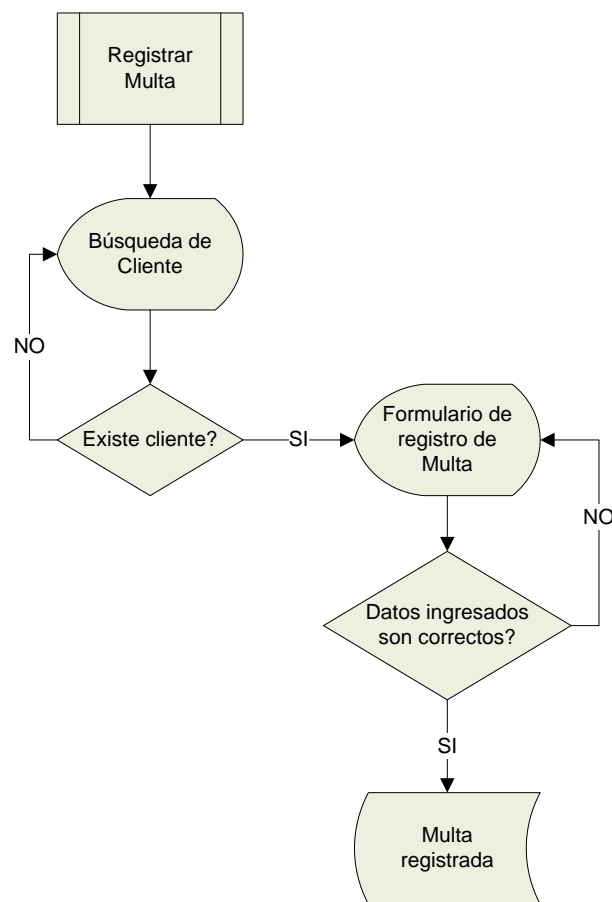 Registrar
Multa
Búsqueda de
Cliente
NO
Existe cliente?
SI
Formulario de
registro de
Multa
NO
Datos ingresados
son correctos?
SI
Multa
registrada